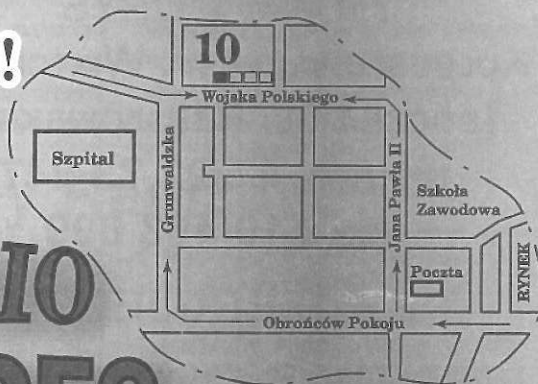 !
10
Wojska Polskiego
Szpital
Grunwaldzka
Jana Pawła II
Szkoła
Zawodowa
Poczta
RYNEK
Obrońców Pokoju
IO